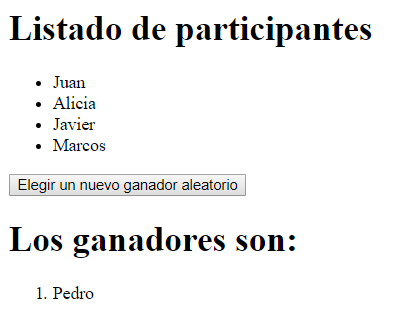 Listado de participantes
• Juan
• Alicia
• Javier
• Marcos
Elegir un nuevo ganador aleatorio
Los ganadores son:
1. Pedro